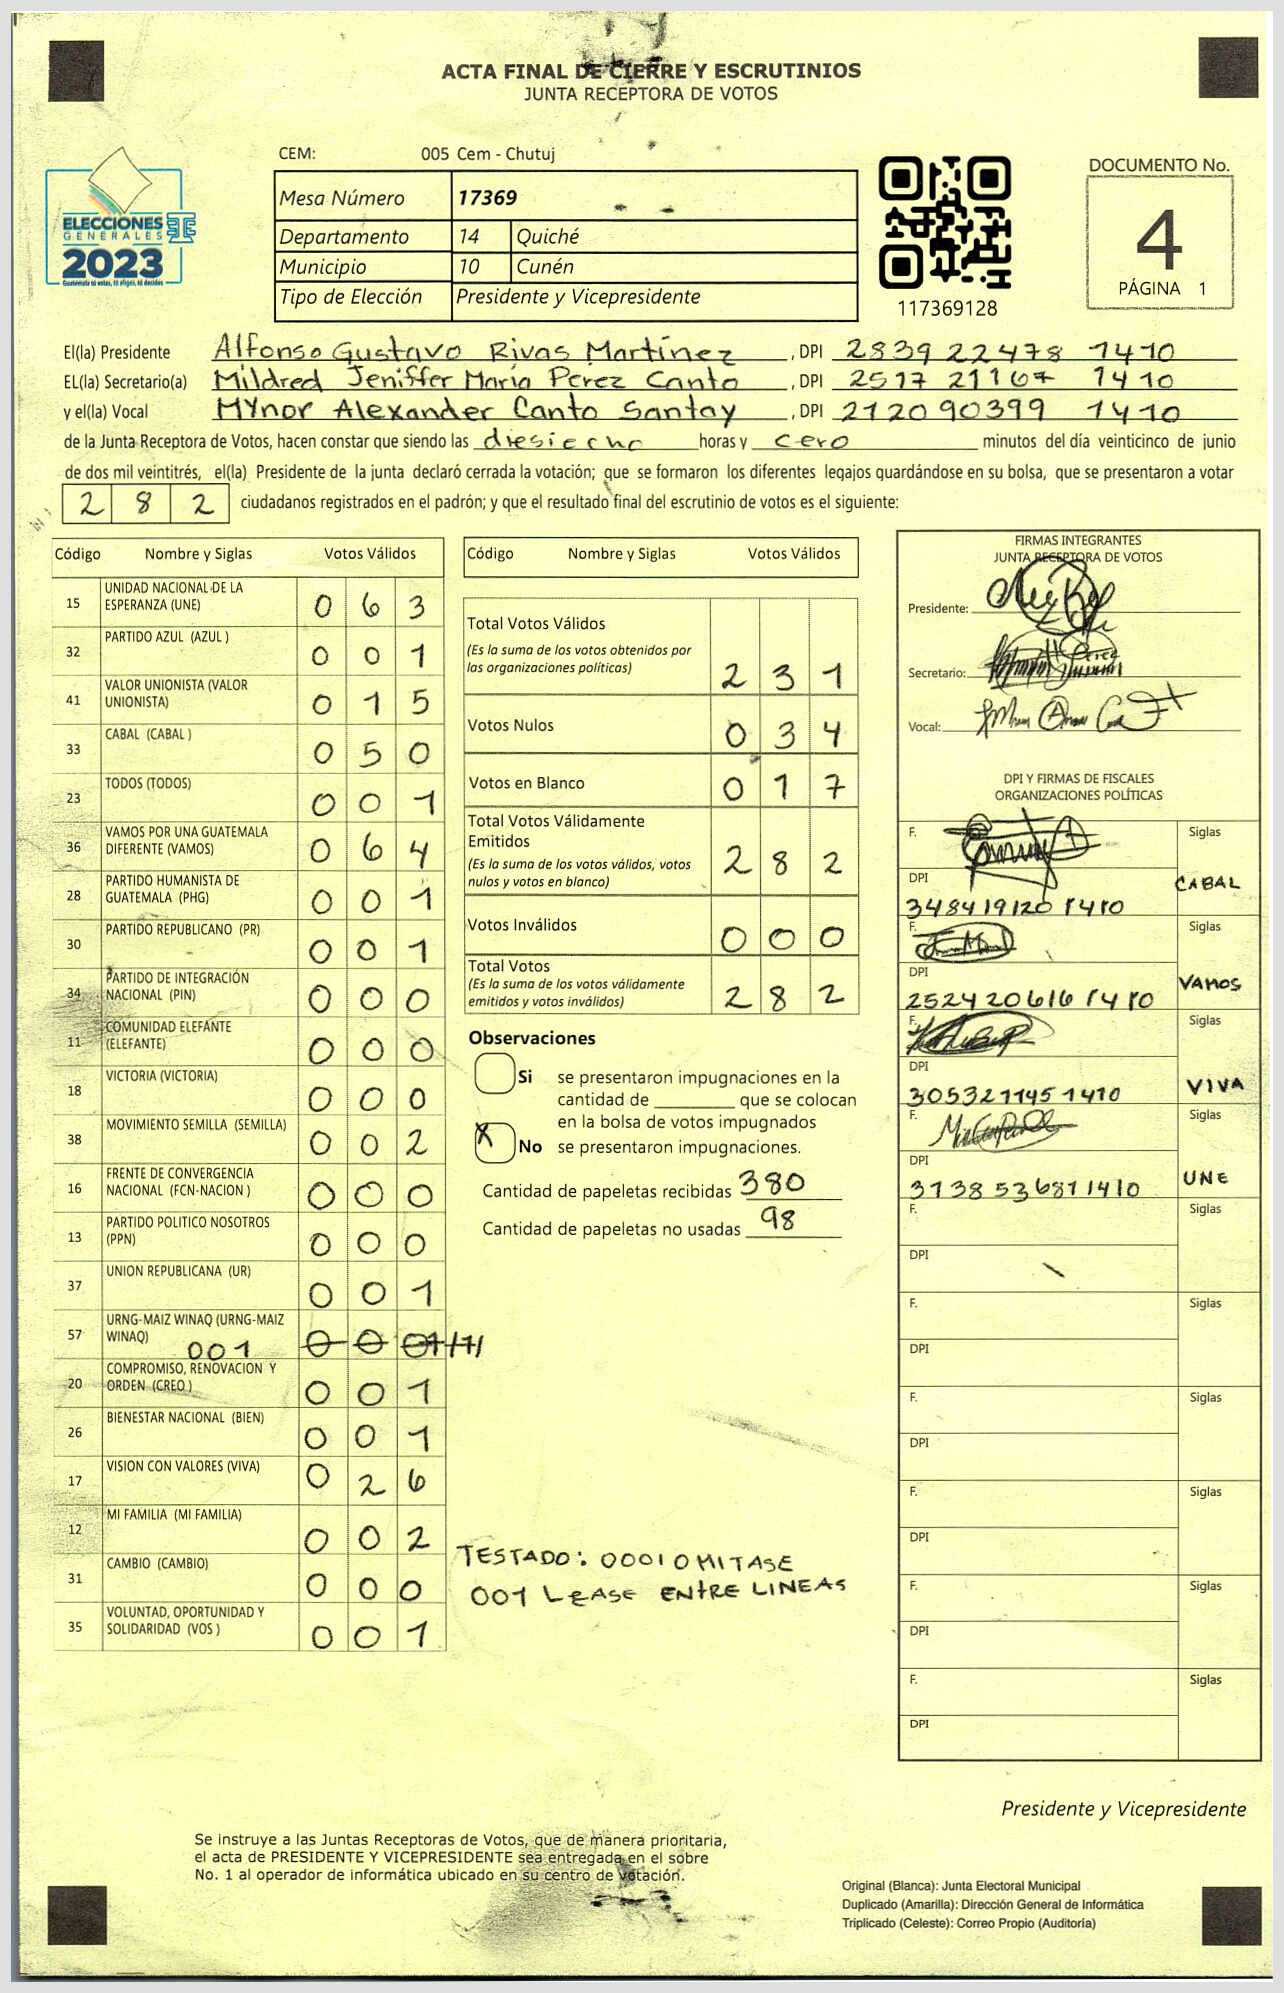 ACTA FINAL DE CIERRE Y ESCRUTINIOS
JUNTA RECEPTORA DE VOTOS
CEM: 005 Cem - Chutuj
ELECCIONES
GENERALES
2023
Guatemala tú votas, tú eliges, tú decides
Mesa Número 17369
Departamento 14 Quiché
Municipio 10 Cunén
Tipo de Elección Presidente y Vicepresidente
117369128
DOCUMENTO No.
4
PÁGINA 1
El(la) Presidente Alfonso Gustavo Rivas Martínez , DPI 2839 22478 1410
EL(la) Secretario(a) Mildred Jeniffer María Pérez Canto , DPI 2517 21167 1410
y el(la) Vocal MYnor Alexander Canto Santay , DPI 2120 90399 1410
de la Junta Receptora de Votos, hacen constar que siendo las diesiocho horas y cero minutos del día veinticinco de junio
de dos mil veintitrés, el(la) Presidente de la junta declaró cerrada la votación; que se formaron los diferentes legajos guardándose en su bolsa, que se presentaron a votar
2 8 2 ciudadanos registrados en el padrón; y que el resultado final del escrutinio de votos es el siguiente:
Código Nombre y Siglas Votos Válidos
15 UNIDAD NACIONAL DE LA ESPERANZA (UNE) 0 6 3
32 PARTIDO AZUL (AZUL ) 0 0 1
41 VALOR UNIONISTA (VALOR UNIONISTA) 0 1 5
33 CABAL (CABAL ) 0 5 0
23 TODOS (TODOS) 0 0 1
36 VAMOS POR UNA GUATEMALA DIFERENTE (VAMOS) 0 6 4
28 PARTIDO HUMANISTA DE GUATEMALA (PHG) 0 0 1
30 PARTIDO REPUBLICANO (PR) 0 0 1
34 PARTIDO DE INTEGRACIÓN NACIONAL (PIN) 0 0 0
11 COMUNIDAD ELEFANTE (ELEFANTE) 0 0 0
18 VICTORIA (VICTORIA) 0 0 0
38 MOVIMIENTO SEMILLA (SEMILLA) 0 0 2
16 FRENTE DE CONVERGENCIA NACIONAL (FCN-NACION ) 0 0 0
13 PARTIDO POLITICO NOSOTROS (PPN) 0 0 0
37 UNION REPUBLICANA (UR) 0 0 1
57 URNG-MAIZ WINAQ (URNG-MAIZ WINAQ) 001 0 0 01
20 COMPROMISO, RENOVACION Y ORDEN (CREO ) 0 0 1
26 BIENESTAR NACIONAL (BIEN) 0 0 1
17 VISION CON VALORES (VIVA) 0 2 6
12 MI FAMILIA (MI FAMILIA) 0 0 2
31 CAMBIO (CAMBIO) 0 0 0
35 VOLUNTAD, OPORTUNIDAD Y SOLIDARIDAD (VOS ) 0 0 1
Código Nombre y Siglas Votos Válidos
Total Votos Válidos
(Es la suma de los votos obtenidos por
las organizaciones políticas) 2 3 1
Votos Nulos 0 3 4
Votos en Blanco 0 1 7
Total Votos Válidamente
Emitidos
(Es la suma de los votos válidos, votos
nulos y votos en blanco) 2 8 2
Votos Inválidos 0 0 0
Total Votos
(Es la suma de los votos válidamente
emitidos y votos inválidos) 2 8 2
Observaciones
Si se presentaron impugnaciones en la
cantidad de ________ que se colocan
en la bolsa de votos impugnados
X No se presentaron impugnaciones.
Cantidad de papeletas recibidas 380
Cantidad de papeletas no usadas 98
TESTADO: 0001 OMITASE
001 LEASE ENTRE LINEAS
FIRMAS INTEGRANTES
JUNTA RECEPTORA DE VOTOS
Presidente:
Secretario:
Vocal:
DPI Y FIRMAS DE FISCALES
ORGANIZACIONES POLÍTICAS
F. Siglas
DPI CABAL
348419120 1410
F. Siglas
DPI VAMOS
252420616 1410
F. Siglas
DPI VIVA
305321145 1410
F. Siglas
DPI UNE
3138 53681 1410
F. Siglas
DPI
F. Siglas
DPI
F. Siglas
DPI
F. Siglas
DPI
F. Siglas
DPI
F. Siglas
DPI
Presidente y Vicepresidente
Se instruye a las Juntas Receptoras de Votos, que de manera prioritaria,
el acta de PRESIDENTE Y VICEPRESIDENTE sea entregada en el sobre
No. 1 al operador de informática ubicado en su centro de votación.
Original (Blanca): Junta Electoral Municipal
Duplicado (Amarilla): Dirección General de Informática
Triplicado (Celeste): Correo Propio (Auditoría)